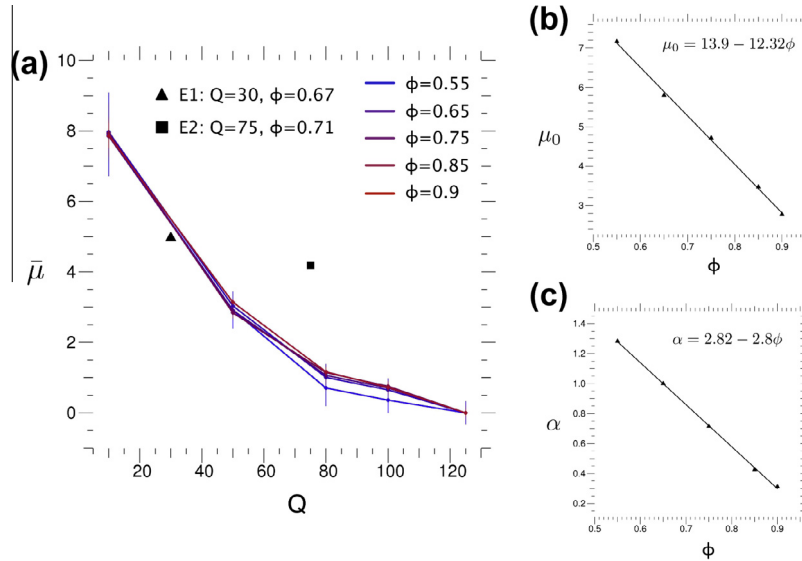 (a)
10
8
6
4
2
0
μ̄
20 40 60 80 100 120
Q
▲ E1: Q=30, ϕ=0.67
■ E2: Q=75, ϕ=0.71
ϕ=0.55
ϕ=0.65
ϕ=0.75
ϕ=0.85
ϕ=0.9
(b)
μ₀ = 13.9 − 12.32ϕ
7
6
5
4
3
μ₀
0.5 0.6 0.7 0.8 0.9
ϕ
(c)
α = 2.82 − 2.8ϕ
1.4
1.2
1.0
0.8
0.6
0.4
0.2
α
0.5 0.6 0.7 0.8 0.9
ϕ